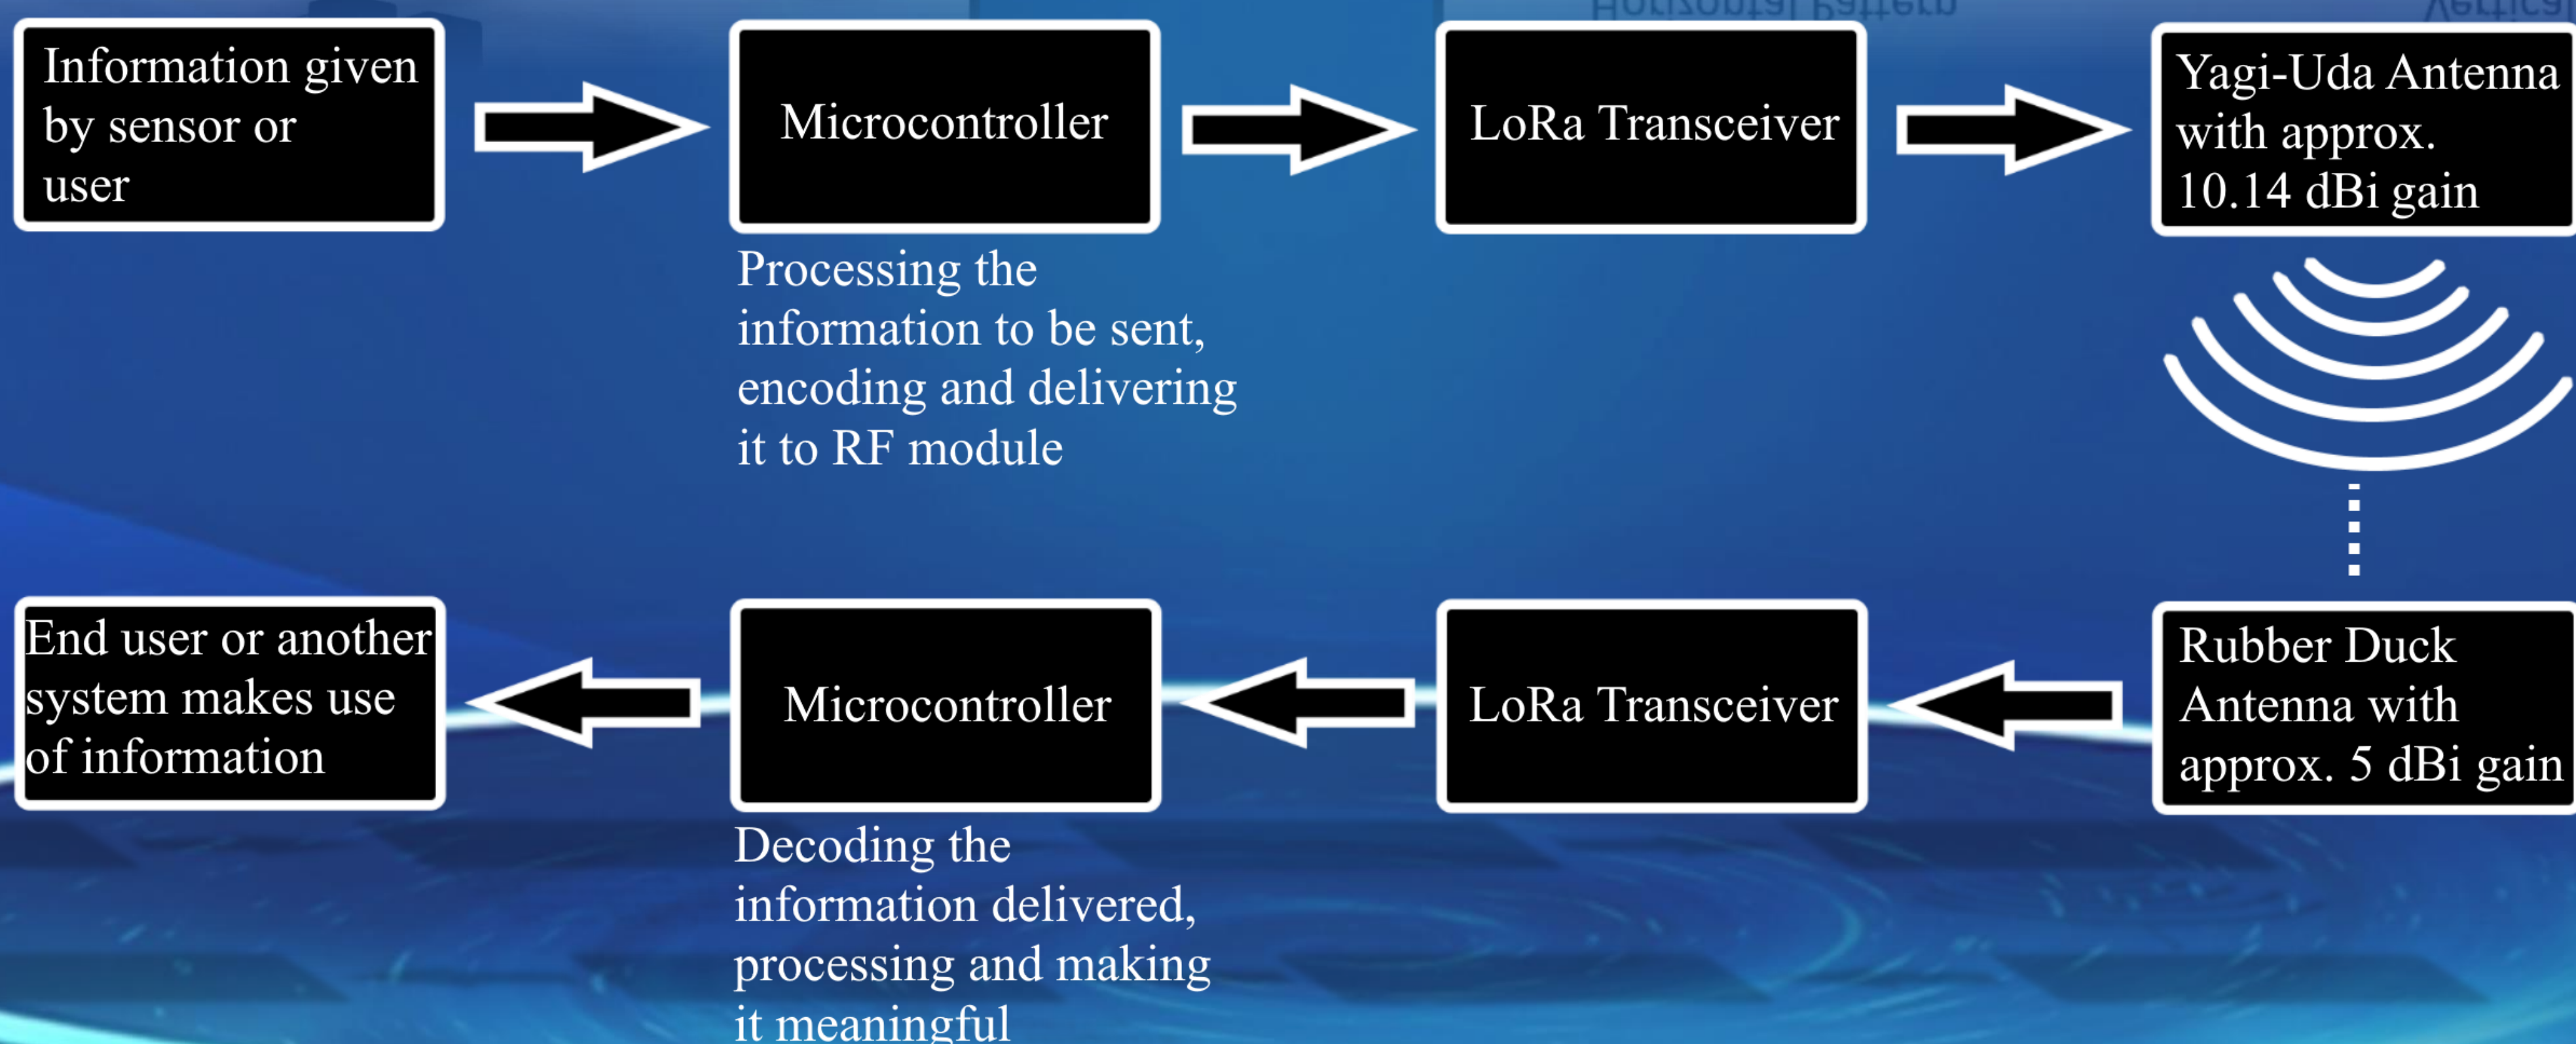 Horizontal Pattern
Vertical
Information given
by sensor or
user
Microcontroller
LoRa Transceiver
Yagi-Uda Antenna
with approx.
10.14 dBi gain
Processing the
information to be sent,
encoding and delivering
it to RF module
End user or another
system makes use
of information
Microcontroller
LoRa Transceiver
Rubber Duck
Antenna with
approx. 5 dBi gain
Decoding the
information delivered,
processing and making
it meaningful